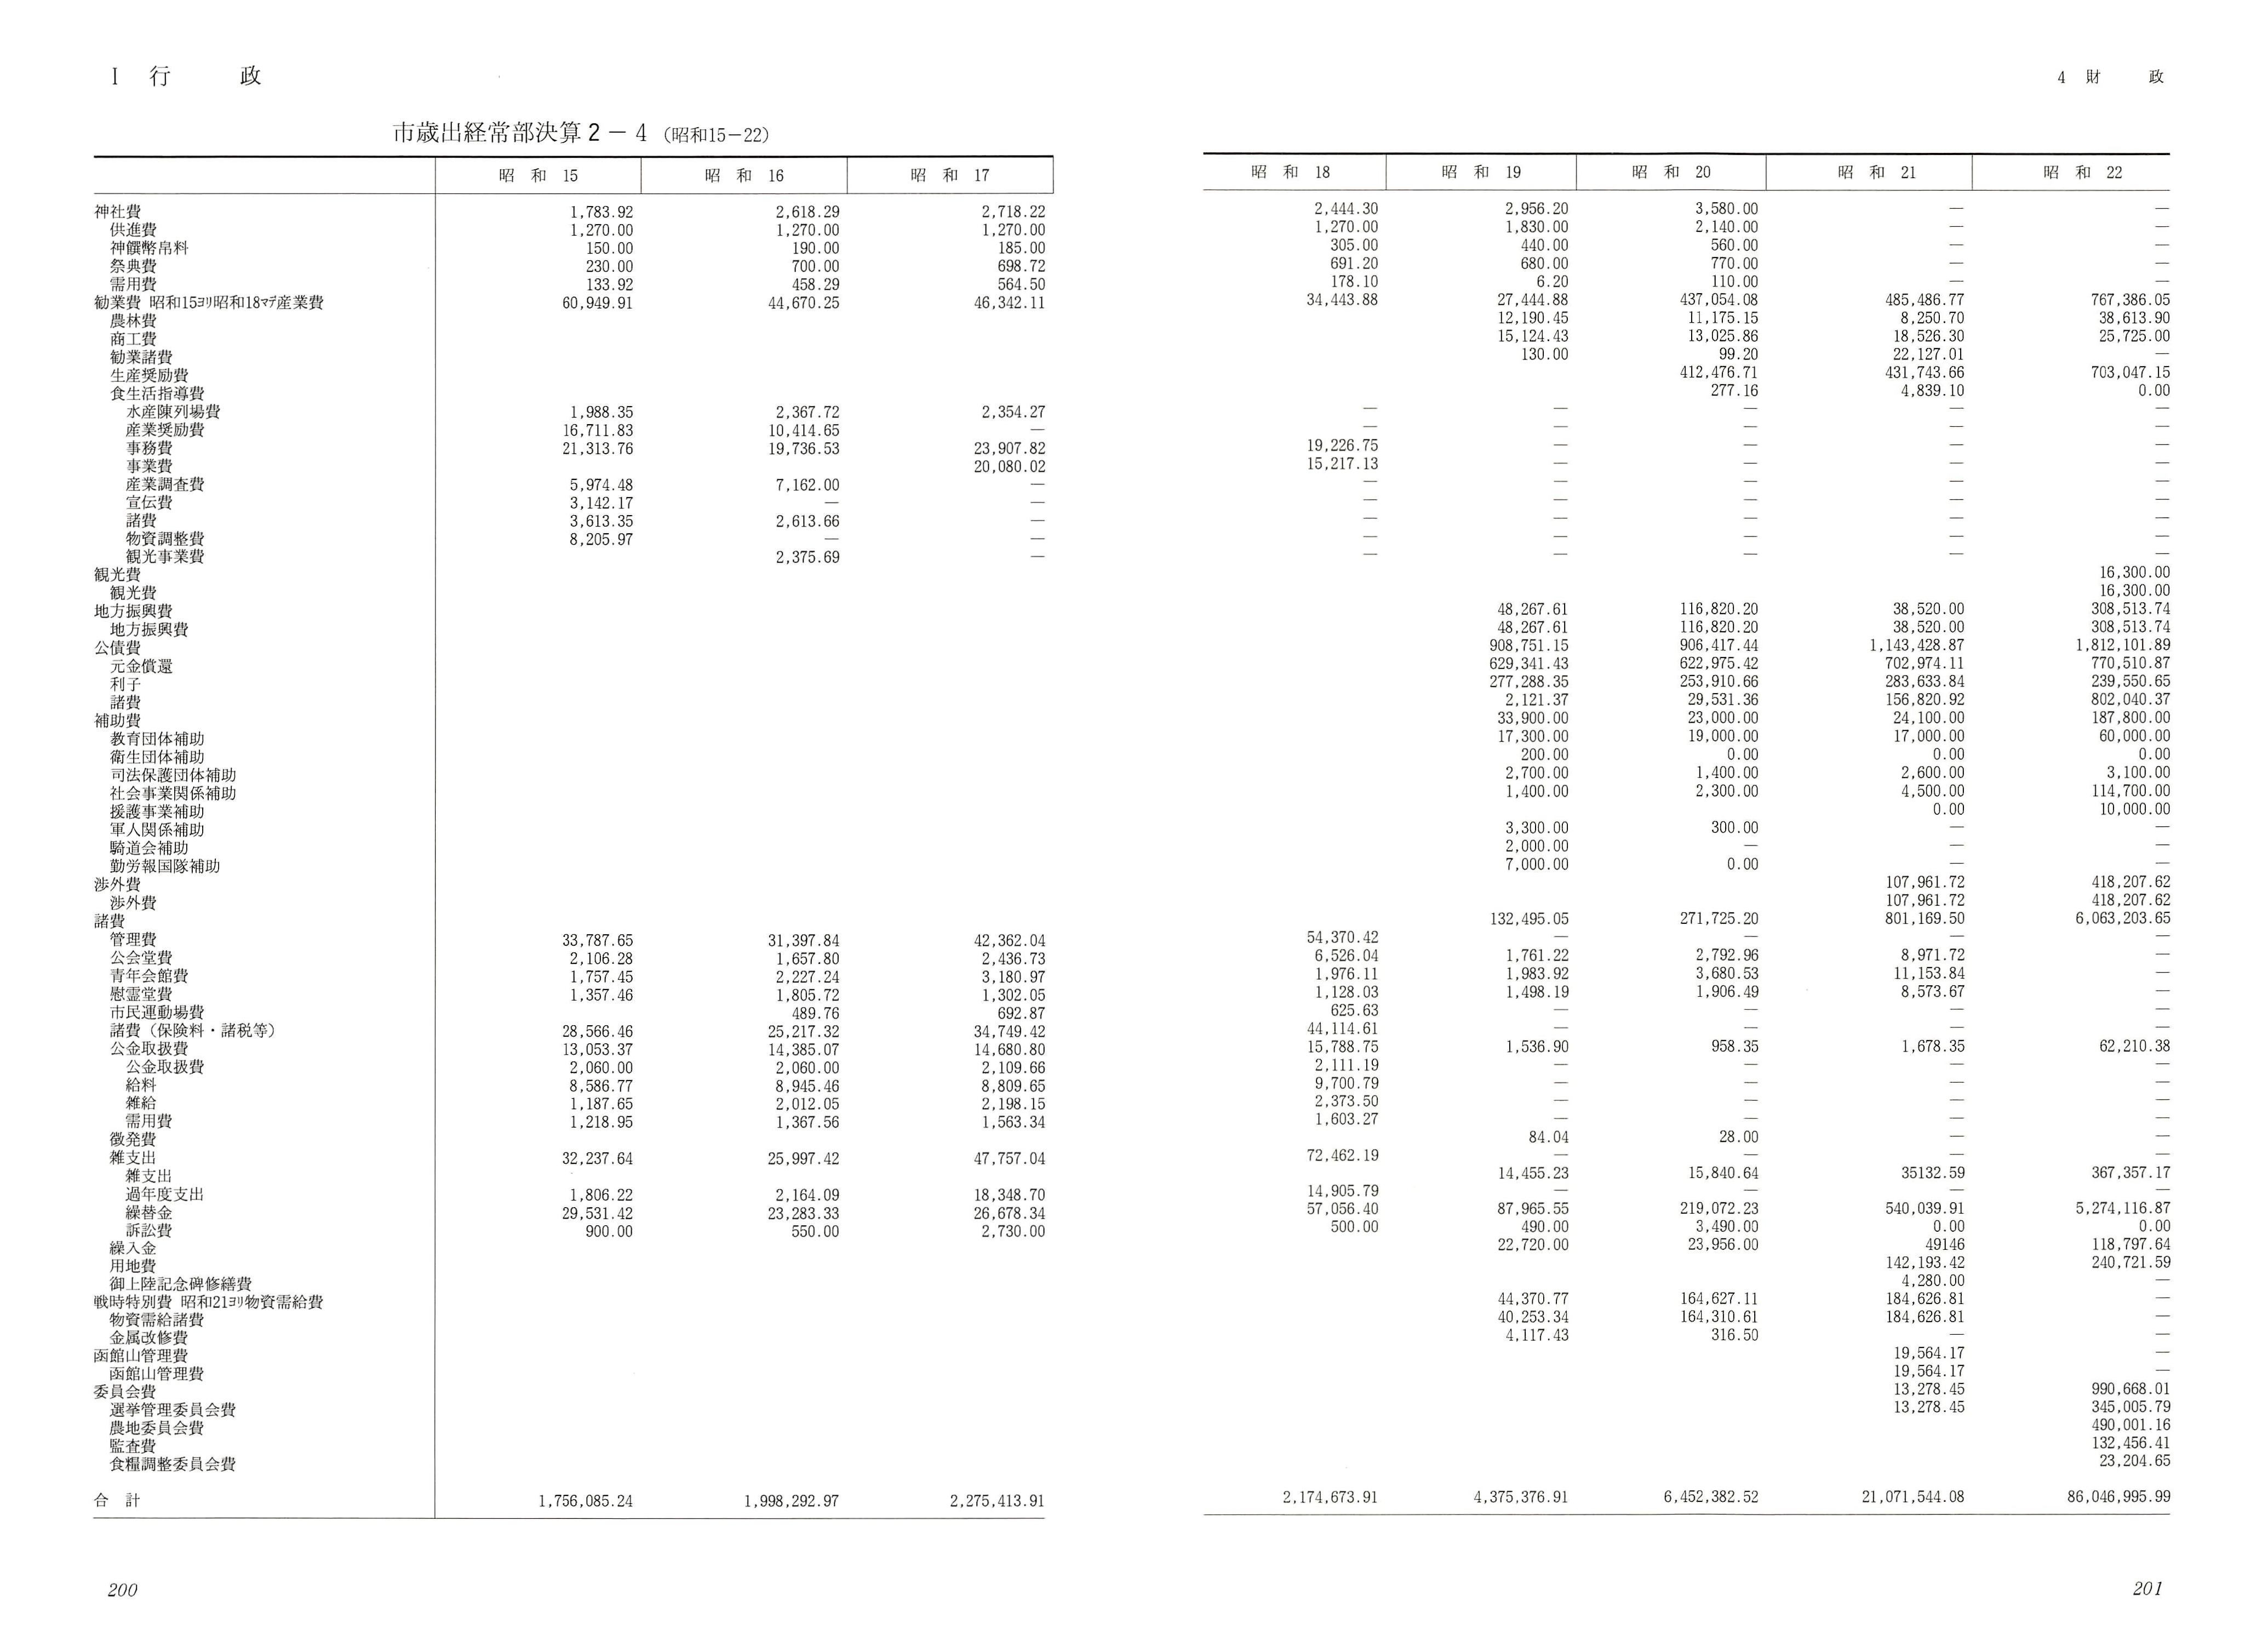 I 行 政
4 財 政
市歳出経常部決算2－4（昭和15－22）
昭和15 昭和16 昭和17 昭和18 昭和19 昭和20 昭和21 昭和22
神社費 1,783.92 2,618.29 2,718.22 2,444.30 2,956.20 3,580.00 — —
供進費 1,270.00 1,270.00 1,270.00 1,270.00 1,830.00 2,140.00 — —
神饌幣帛料 150.00 190.00 185.00 305.00 440.00 560.00 — —
祭典費 230.00 700.00 698.72 691.20 680.00 770.00 — —
需用費 133.92 458.29 564.50 178.10 6.20 110.00 — —
勧業費 昭和15ヨリ昭和18マデ産業費 60,949.91 44,670.25 46,342.11 34,443.88 27,444.88 437,054.08 485,486.77 767,386.05
農林費 12,190.45 11,175.15 8,250.70 38,613.90
商工費 15,124.43 13,025.86 18,526.30 25,725.00
勧業諸費 130.00 99.20 22,127.01 —
生産奨励費 412,476.71 431,743.66 703,047.15
食生活指導費 277.16 4,839.10 0.00
水産陳列場費 1,988.35 2,367.72 2,354.27 — — — — —
産業奨励費 16,711.83 10,414.65 — — — — — —
事務費 21,313.76 19,736.53 23,907.82 19,226.75 — — — —
事業費 20,080.02 15,217.13 — — — —
産業調査費 5,974.48 7,162.00 — — — — — —
宣伝費 3,142.17 — — — — — — —
諸費 3,613.35 2,613.66 — — — — — —
物資調整費 8,205.97 — — — — — — —
観光事業費 2,375.69 — — — — — —
観光費 16,300.00
観光費 16,300.00
地方振興費 48,267.61 116,820.20 38,520.00 308,513.74
地方振興費 48,267.61 116,820.20 38,520.00 308,513.74
公債費 908,751.15 906,417.44 1,143,428.87 1,812,101.89
元金償還 629,341.43 622,975.42 702,974.11 770,510.87
利子 277,288.35 253,910.66 283,633.84 239,550.65
諸費 2,121.37 29,531.36 156,820.92 802,040.37
補助費 33,900.00 23,000.00 24,100.00 187,800.00
教育団体補助 17,300.00 19,000.00 17,000.00 60,000.00
衛生団体補助 200.00 0.00 0.00 0.00
司法保護団体補助 2,700.00 1,400.00 2,600.00 3,100.00
社会事業関係補助 1,400.00 2,300.00 4,500.00 114,700.00
援護事業補助 0.00 10,000.00
軍人関係補助 3,300.00 300.00 — —
騎道会補助 2,000.00 — — —
勤労報国隊補助 7,000.00 0.00 — —
渉外費 107,961.72 418,207.62
渉外費 107,961.72 418,207.62
諸費 132,495.05 271,725.20 801,169.50 6,063,203.65
管理費 33,787.65 31,397.84 42,362.04 54,370.42 — — — —
公会堂費 2,106.28 1,657.80 2,436.73 6,526.04 1,761.22 2,792.96 8,971.72 —
青年会館費 1,757.45 2,227.24 3,180.97 1,976.11 1,983.92 3,680.53 11,153.84 —
慰霊堂費 1,357.46 1,805.72 1,302.05 1,128.03 1,498.19 1,906.49 8,573.67 —
市民運動場費 489.76 692.87 625.63 — — — —
諸費（保険料・諸税等） 28,566.46 25,217.32 34,749.42 44,114.61 — — — —
公金取扱費 13,053.37 14,385.07 14,680.80 15,788.75 1,536.90 958.35 1,678.35 62,210.38
公金取扱費 2,060.00 2,060.00 2,109.66 2,111.19 — — — —
給料 8,586.77 8,945.46 8,809.65 9,700.79 — — — —
雑給 1,187.65 2,012.05 2,198.15 2,373.50 — — — —
需用費 1,218.95 1,367.56 1,563.34 1,603.27 — — — —
徴発費 84.04 28.00 — —
雑支出 32,237.64 25,997.42 47,757.04 72,462.19 — — — —
雑支出 14,455.23 15,840.64 35132.59 367,357.17
過年度支出 1,806.22 2,164.09 18,348.70 14,905.79 — — — —
繰替金 29,531.42 23,283.33 26,678.34 57,056.40 87,965.55 219,072.23 540,039.91 5,274,116.87
訴訟費 900.00 550.00 2,730.00 500.00 490.00 3,490.00 0.00 0.00
繰入金 22,720.00 23,956.00 49146 118,797.64
用地費 142,193.42 240,721.59
御上陸記念碑修繕費 4,280.00 —
戦時特別費 昭和21ヨリ物資需給費 44,370.77 164,627.11 184,626.81 —
物資需給諸費 40,253.34 164,310.61 184,626.81 —
金属改修費 4,117.43 316.50 — —
函館山管理費 19,564.17 —
函館山管理費 19,564.17 —
委員会費 13,278.45 990,668.01
選挙管理委員会費 13,278.45 345,005.79
農地委員会費 490,001.16
監査費 132,456.41
食糧調整委員会費 23,204.65
合計 1,756,085.24 1,998,292.97 2,275,413.91 2,174,673.91 4,375,376.91 6,452,382.52 21,071,544.08 86,046,995.99
200
201